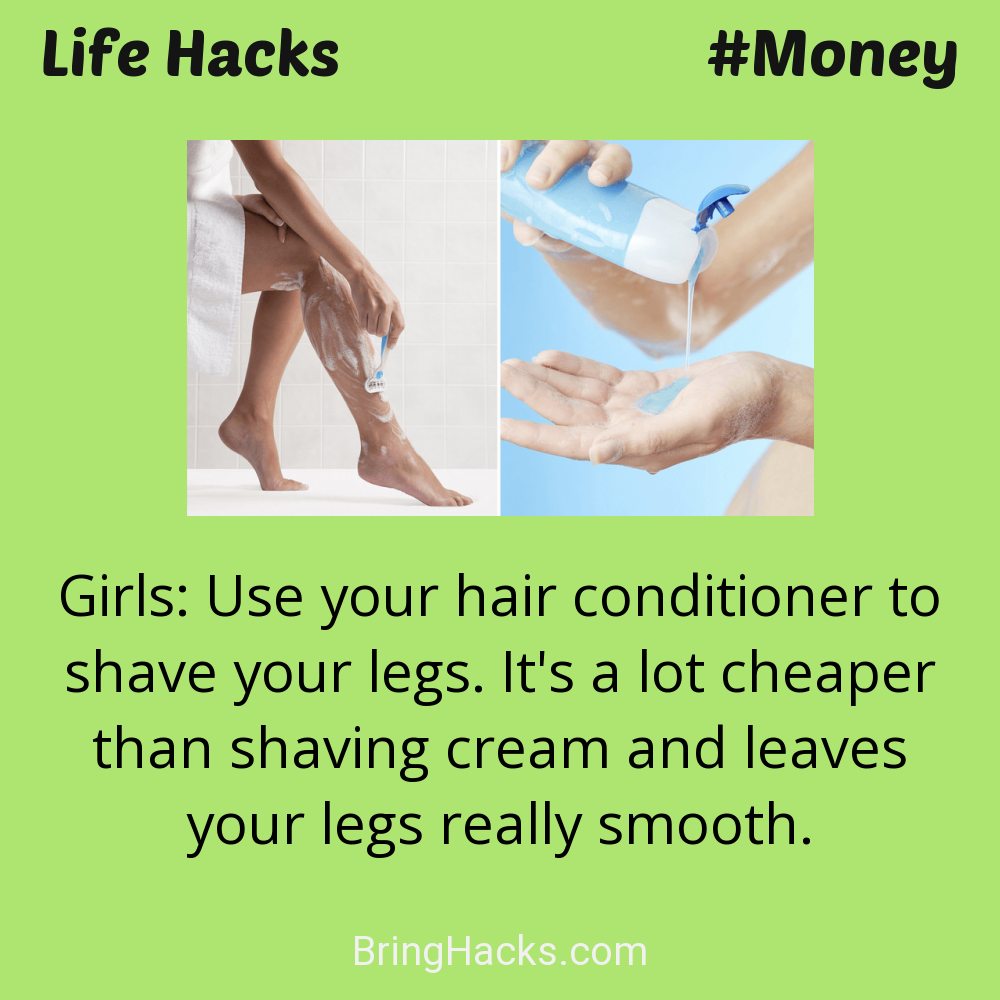 Life Hacks
#Money
Girls: Use your hair conditioner to
shave your legs. It's a lot cheaper
than shaving cream and leaves
your legs really smooth.
BringHacks.com